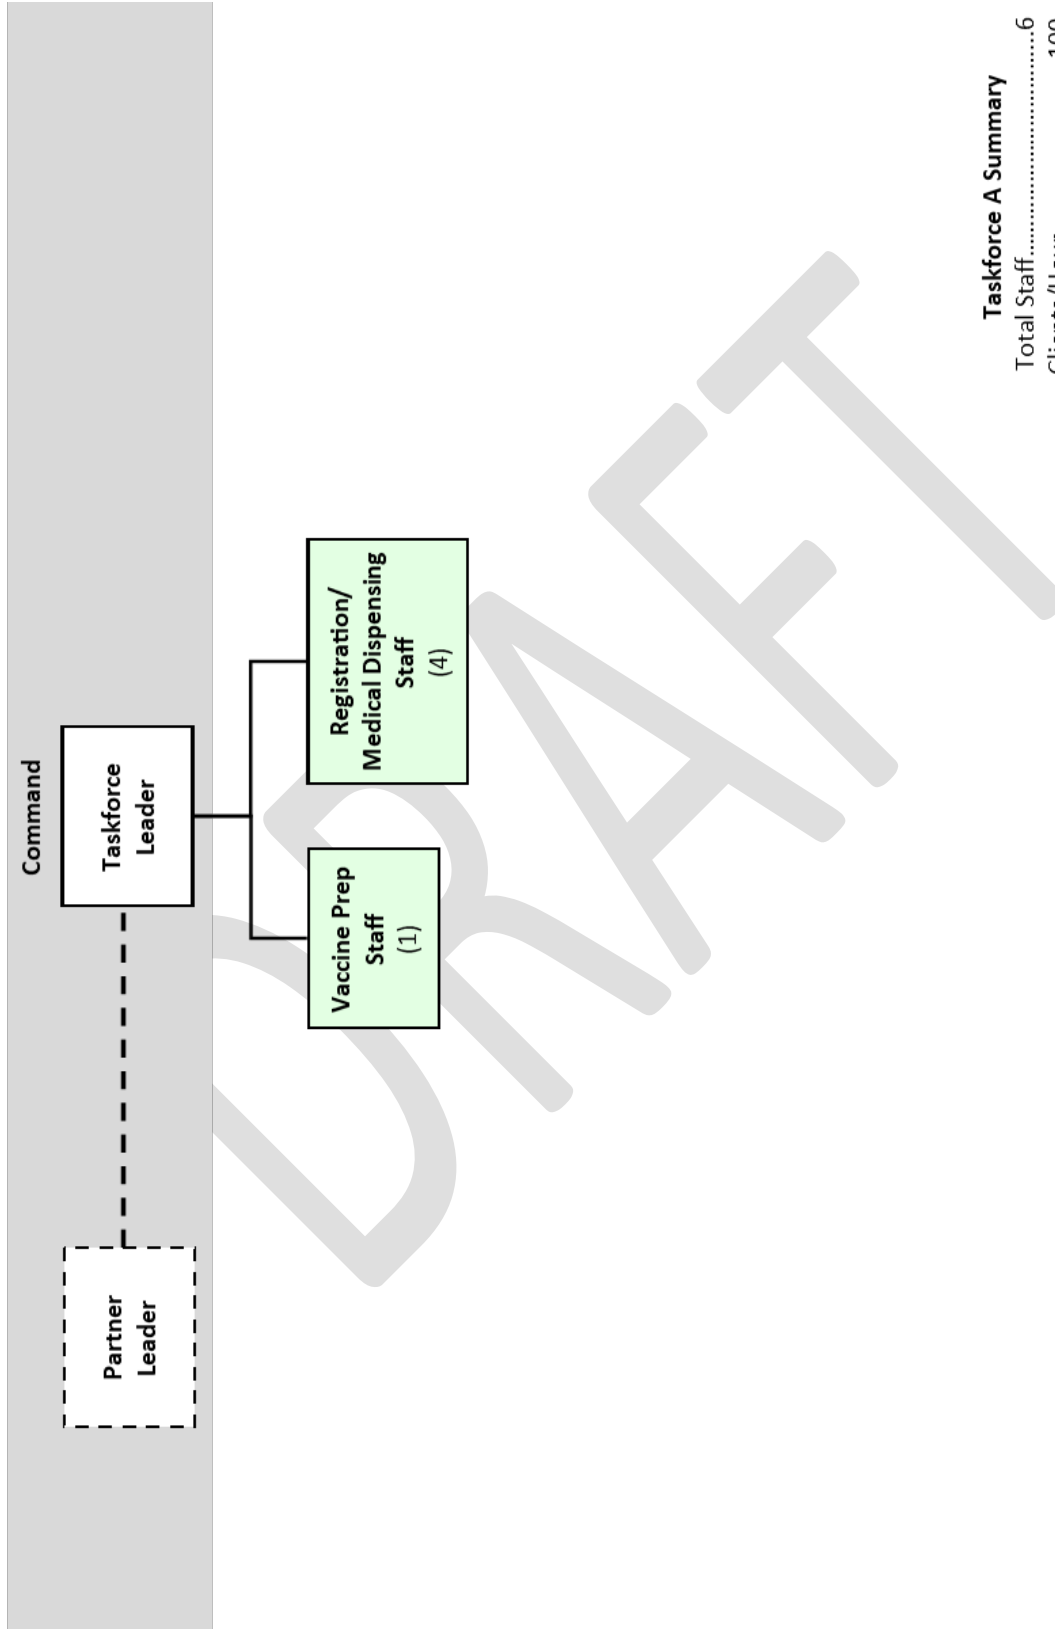 Command
Partner
Leader
Taskforce
Leader
Vaccine Prep
Staff
(1)
Registration/
Medical Dispensing
Staff
(4)
DRAFT
Taskforce A Summary
Total Staff..........................................6